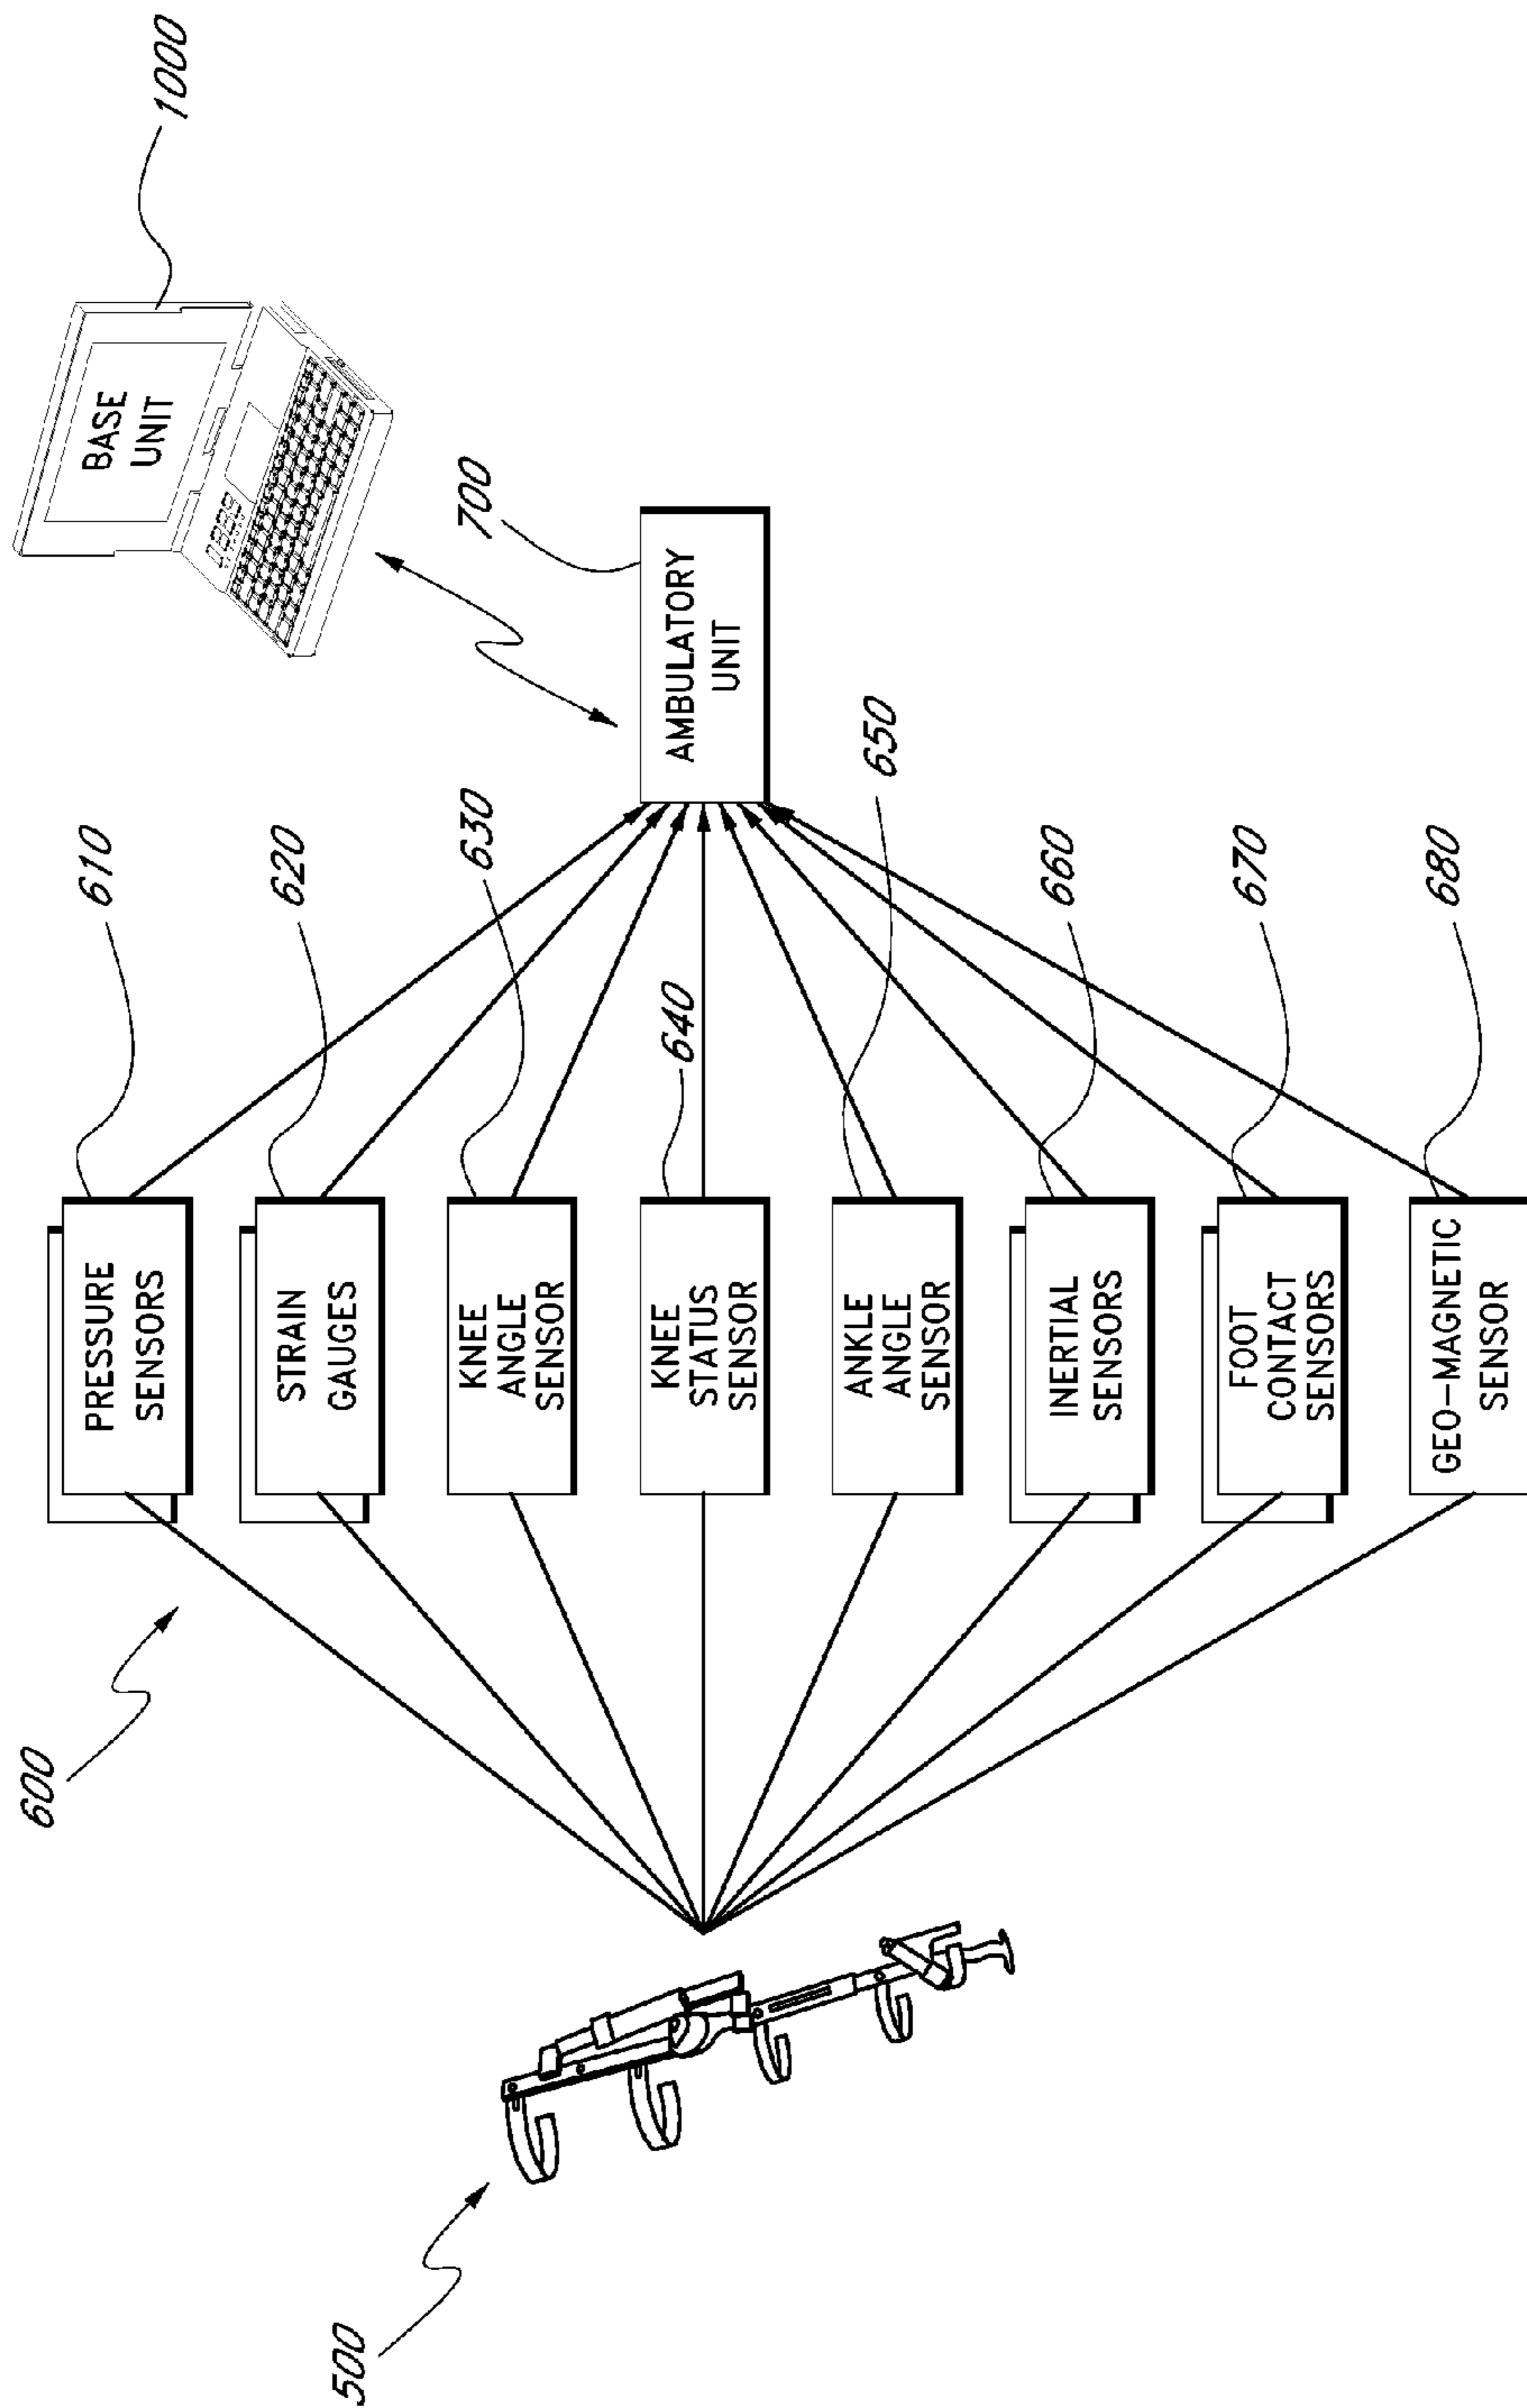 1000
BASE
UNIT
700
AMBULATORY
UNIT
600
610
PRESSURE
SENSORS
620
STRAIN
GAUGES
630
KNEE
ANGLE
SENSOR
640
KNEE
STATUS
SENSOR
650
ANKLE
ANGLE
SENSOR
660
INERTIAL
SENSORS
670
FOOT
CONTACT
SENSORS
680
GEO-MAGNETIC
SENSOR
500